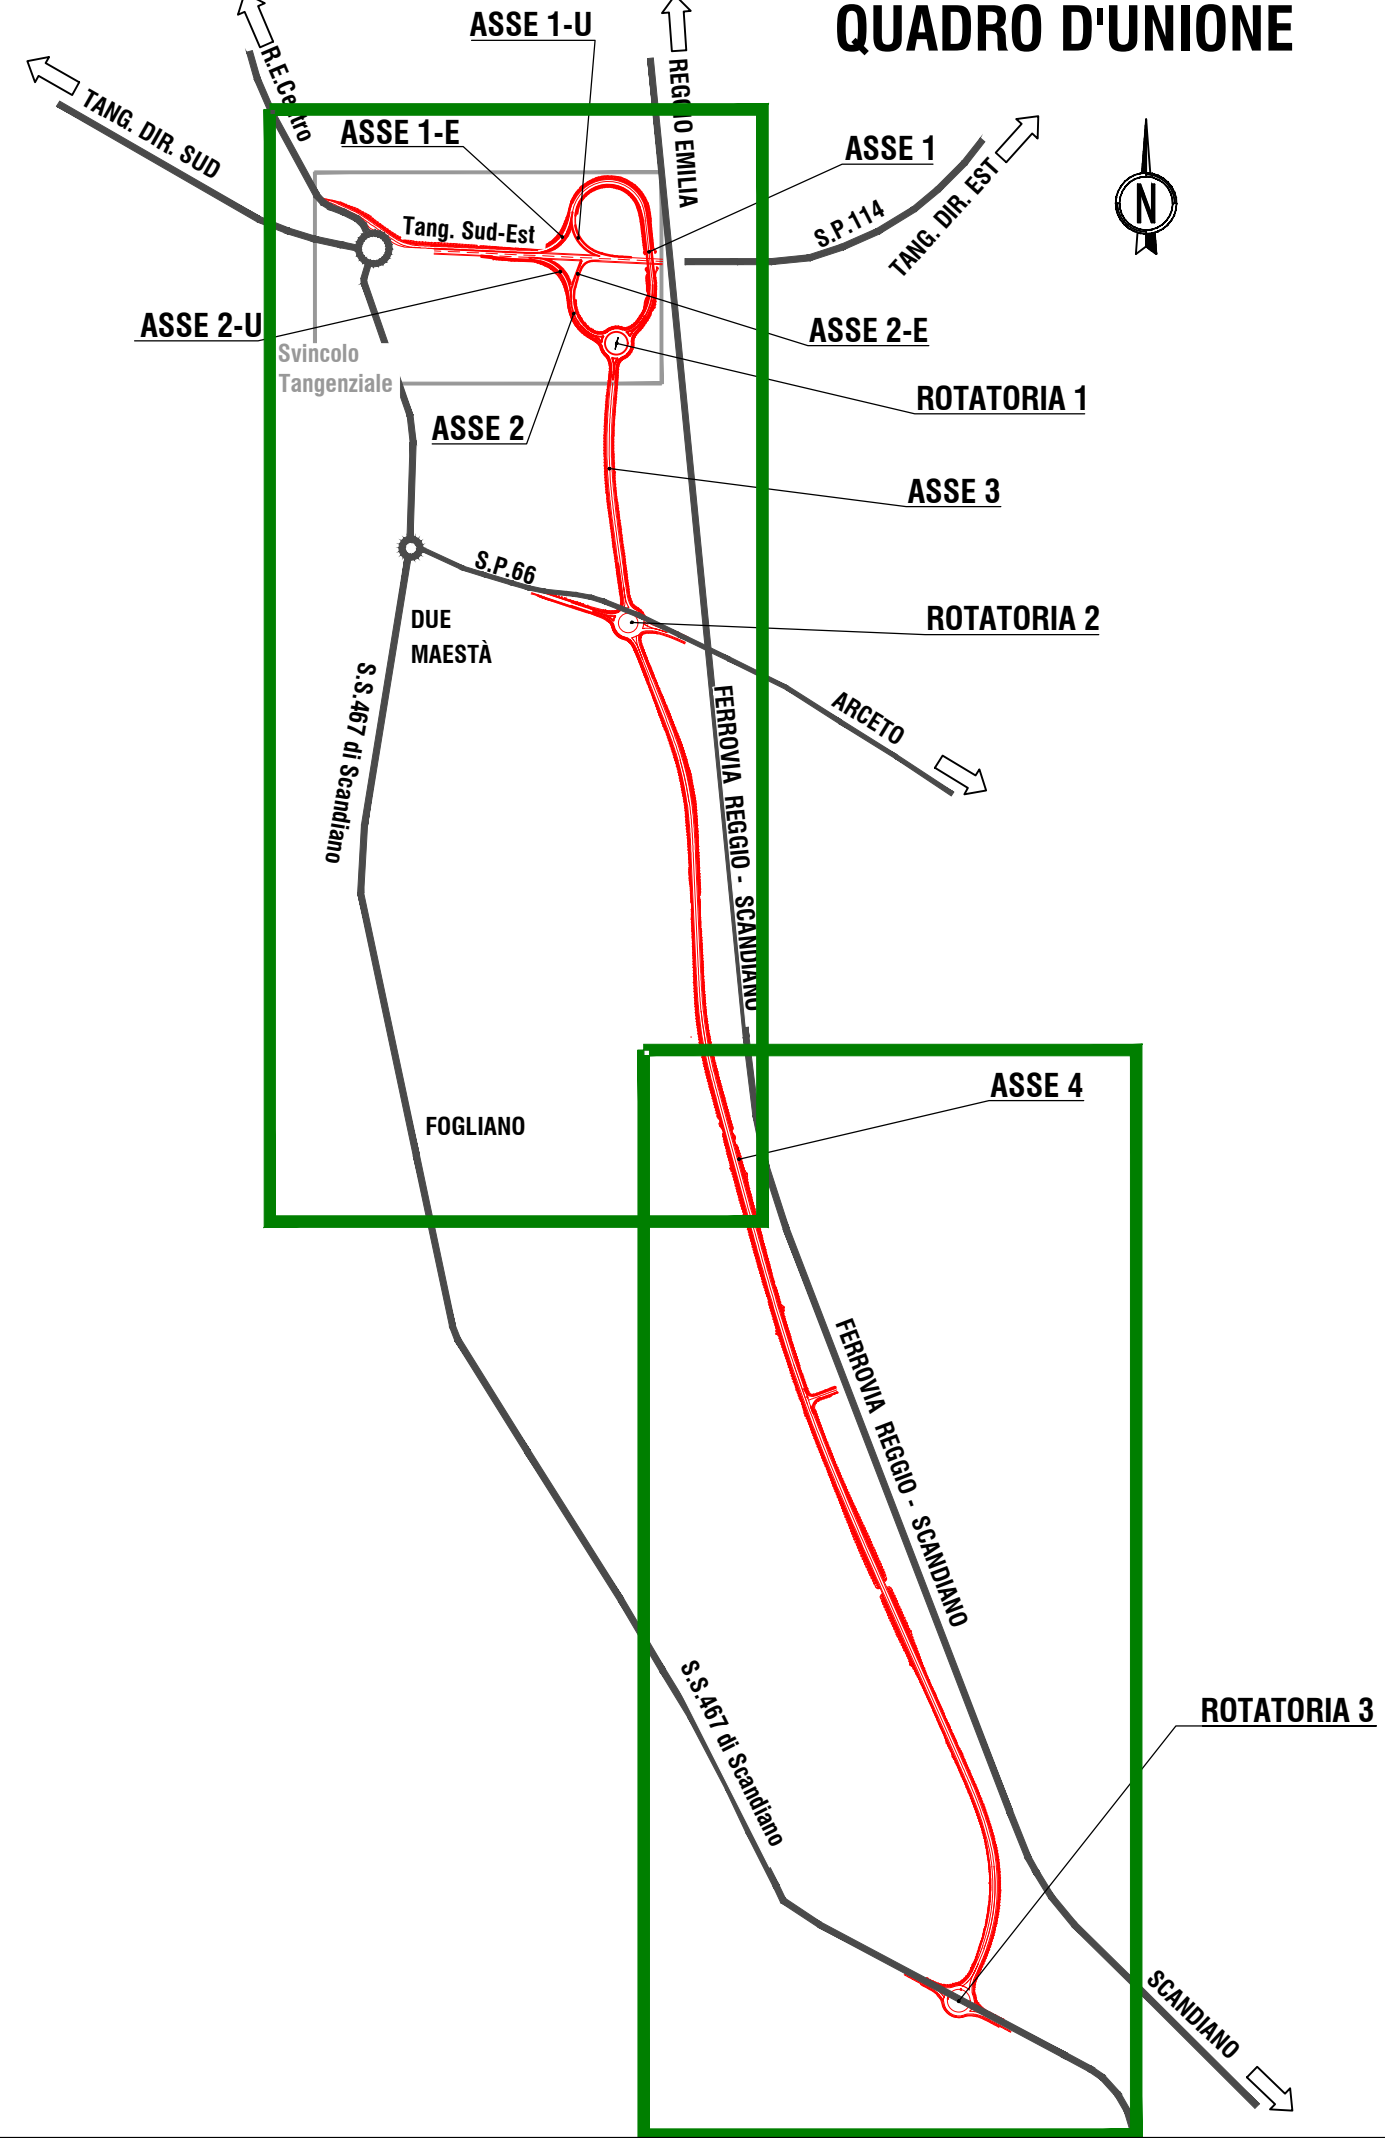 QUADRO D'UNIONE
ASSE 1-U
R.E.Centro
REGGIO EMILIA
TANG. DIR. SUD
ASSE 1-E
ASSE 1
TANG. DIR. EST
N
S.P.114
Tang. Sud-Est
ASSE 2-U
ASSE 2-E
Svincolo
Tangenziale
ROTATORIA 1
ASSE 2
ASSE 3
S.P.66
DUE
MAESTÀ
ROTATORIA 2
S.S.467 di Scandiano
ARCETO
FERROVIA REGGIO - SCANDIANO
ASSE 4
FOGLIANO
FERROVIA REGGIO - SCANDIANO
S.S.467 di Scandiano
ROTATORIA 3
SCANDIANO